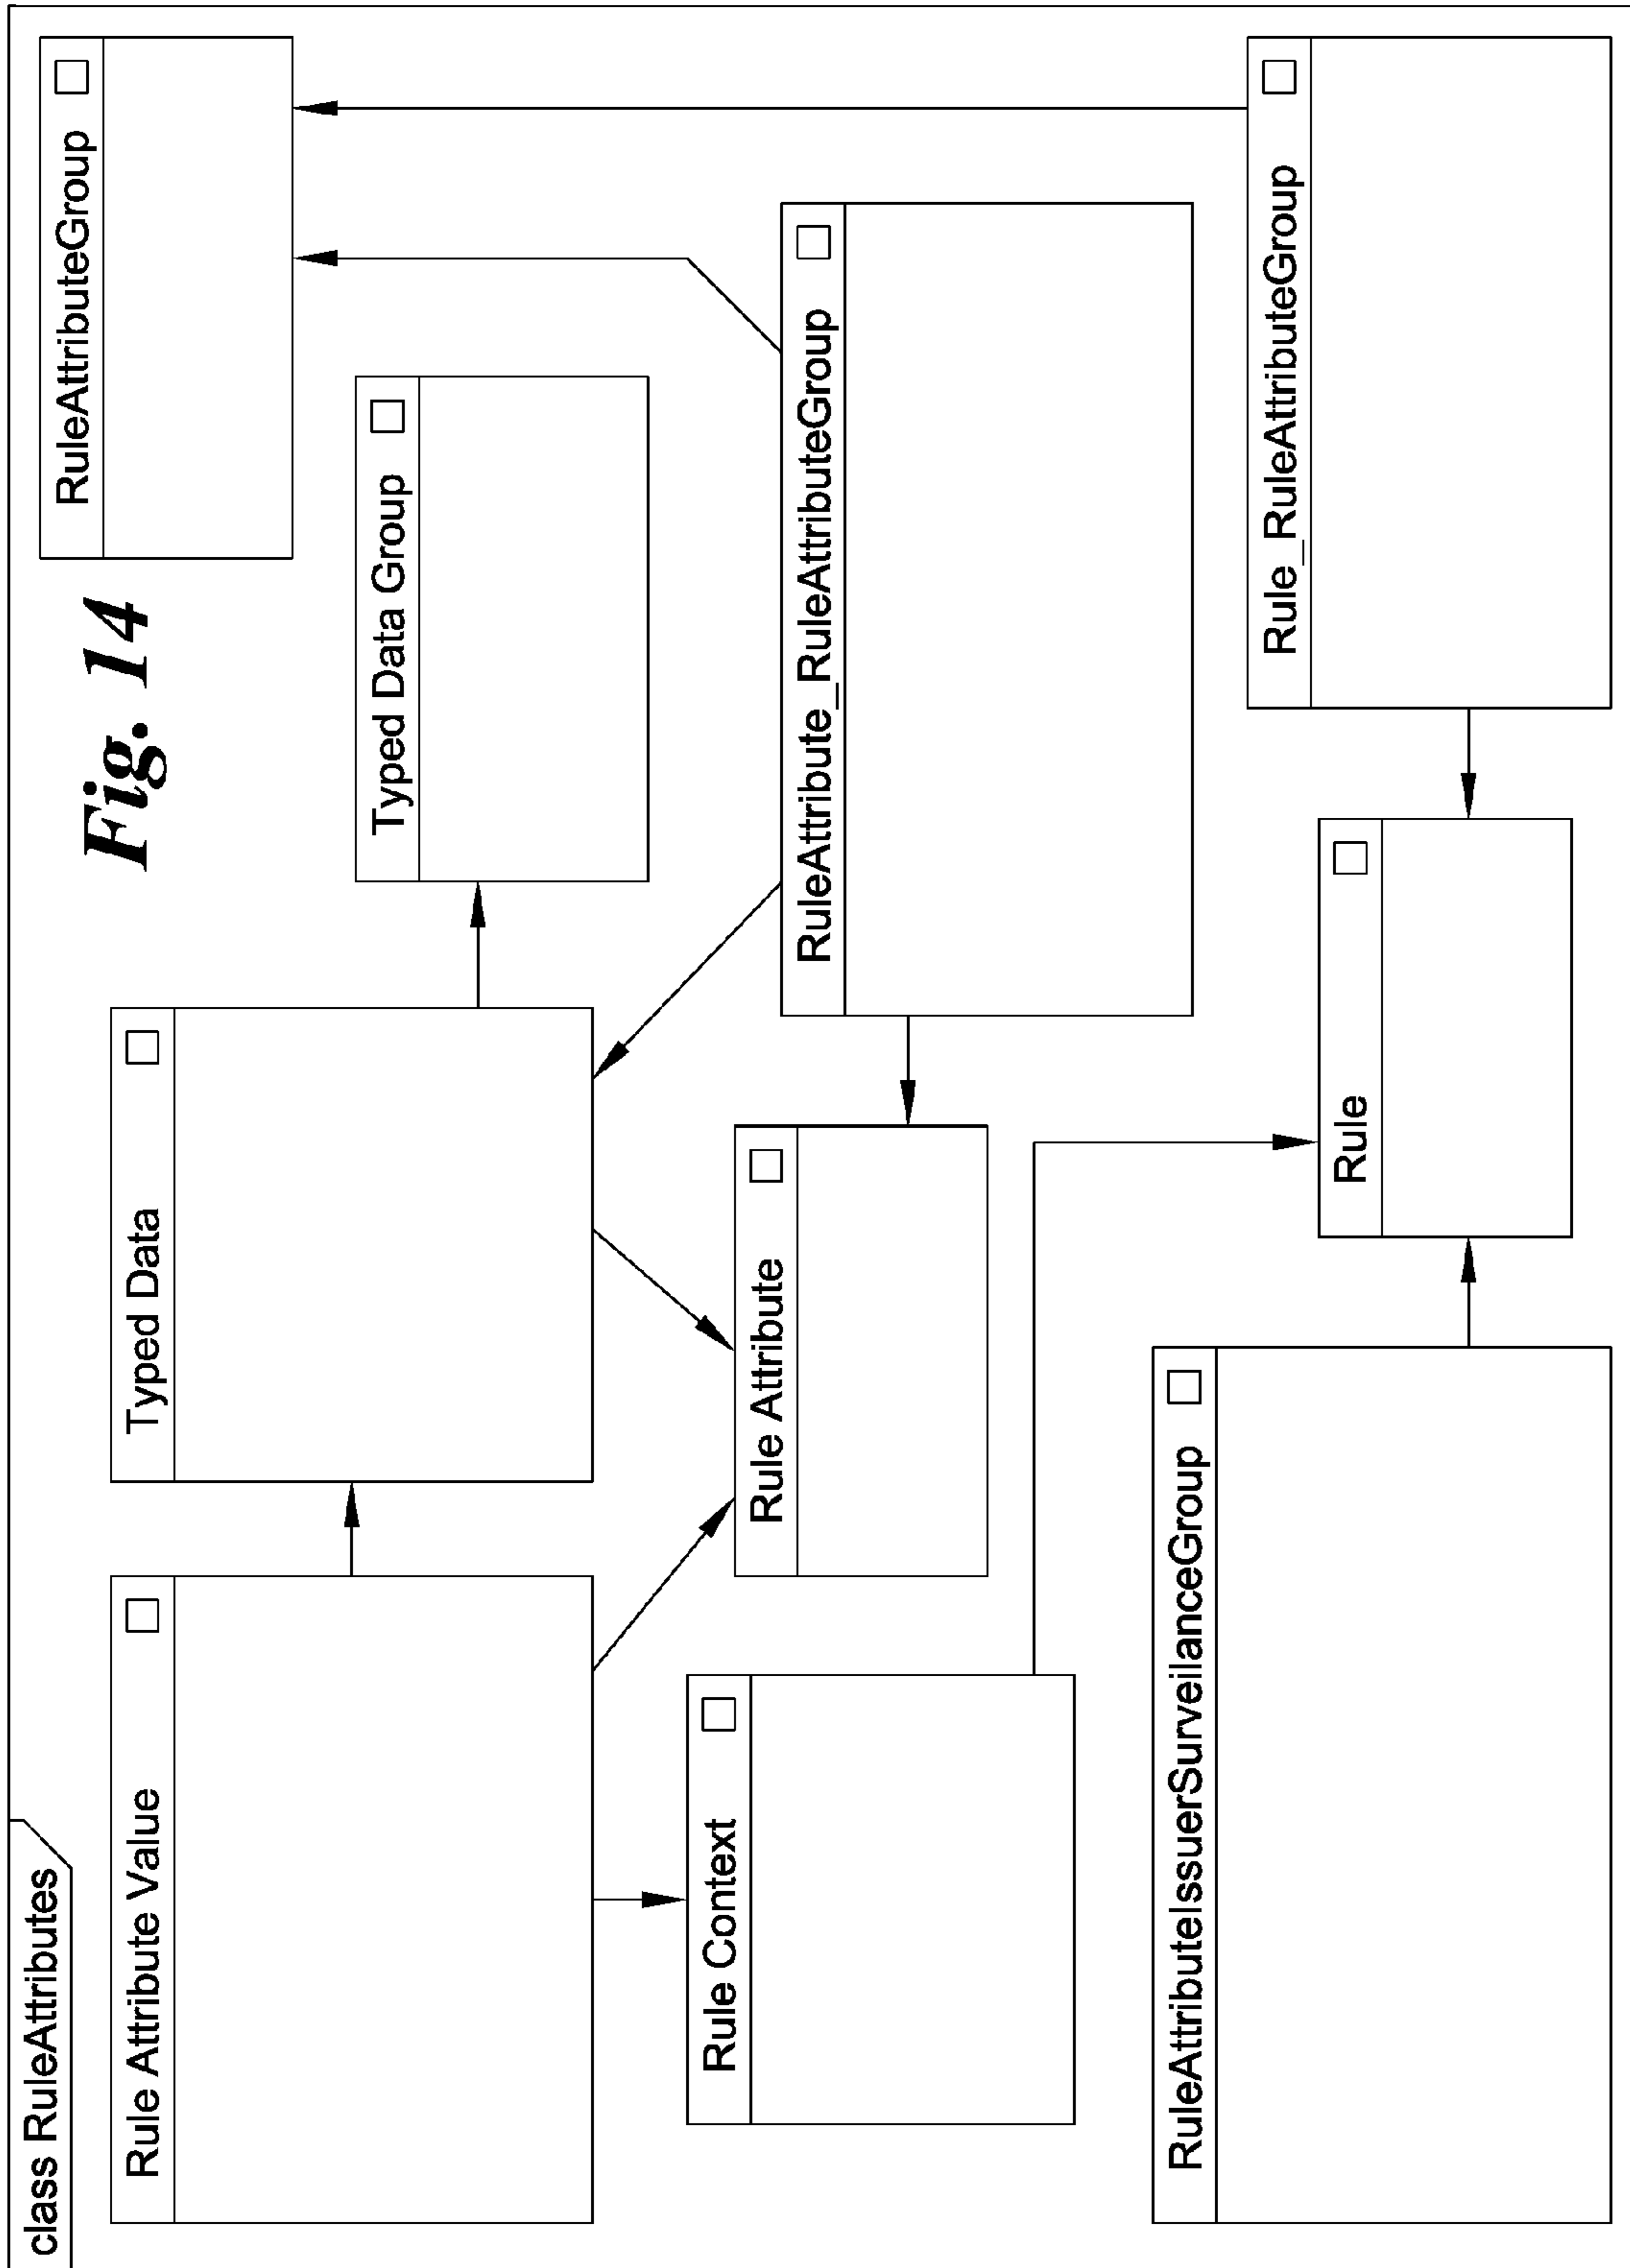 class RuleAttributes
Fig. 14
Rule Attribute Value
Typed Data
RuleAttributeGroup
Typed Data Group
Rule Context
Rule Attribute
RuleAttribute_RuleAttributeGroup
RuleAttributeIssuerSurveilanceGroup
Rule
Rule_RuleAttributeGroup